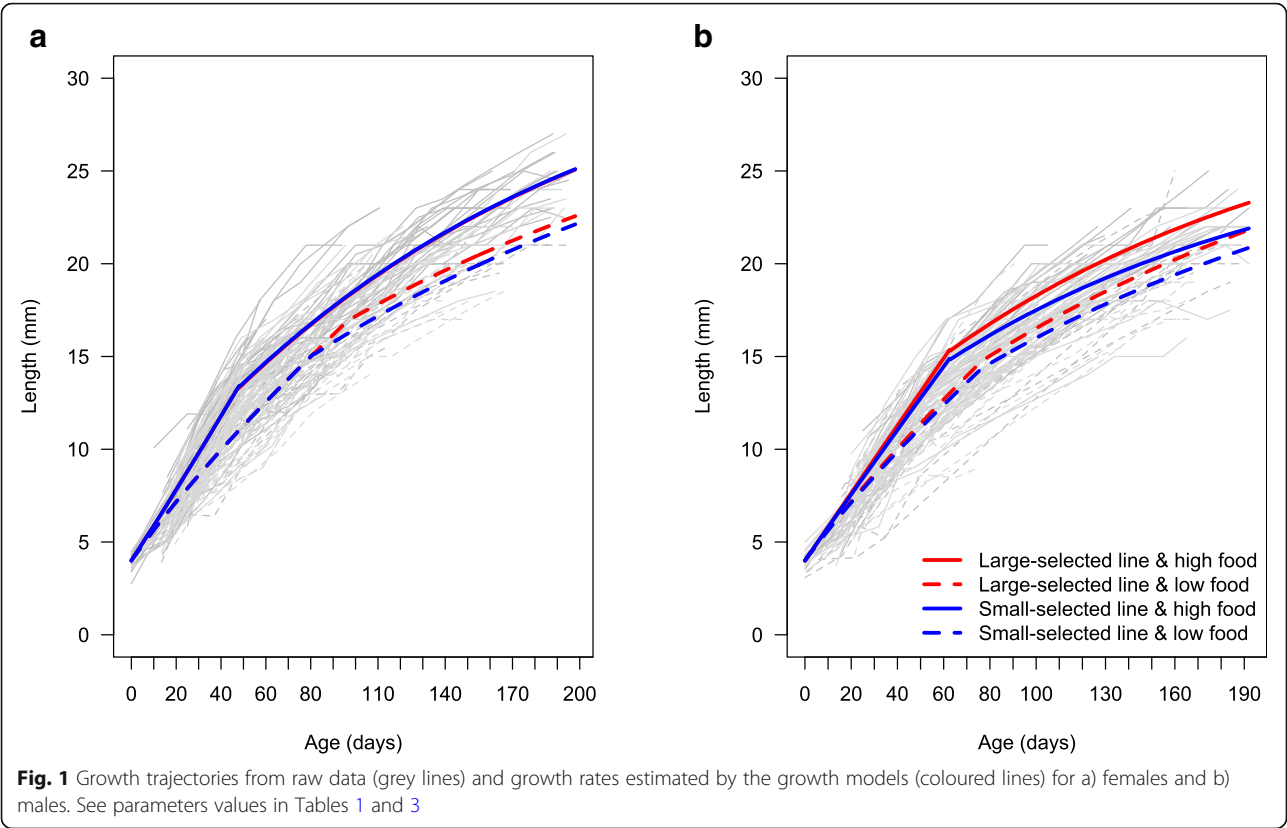 a
30
25
20
15
10
5
0
Length (mm)
0 20 40 60 80 110 140 170 200
Age (days)
b
30
25
20
15
10
5
0
Length (mm)
Large-selected line & high food
Large-selected line & low food
Small-selected line & high food
Small-selected line & low food
0 20 40 60 80 100 130 160 190
Age (days)
Fig. 1 Growth trajectories from raw data (grey lines) and growth rates estimated by the growth models (coloured lines) for a) females and b)
males. See parameters values in Tables 1 and 3